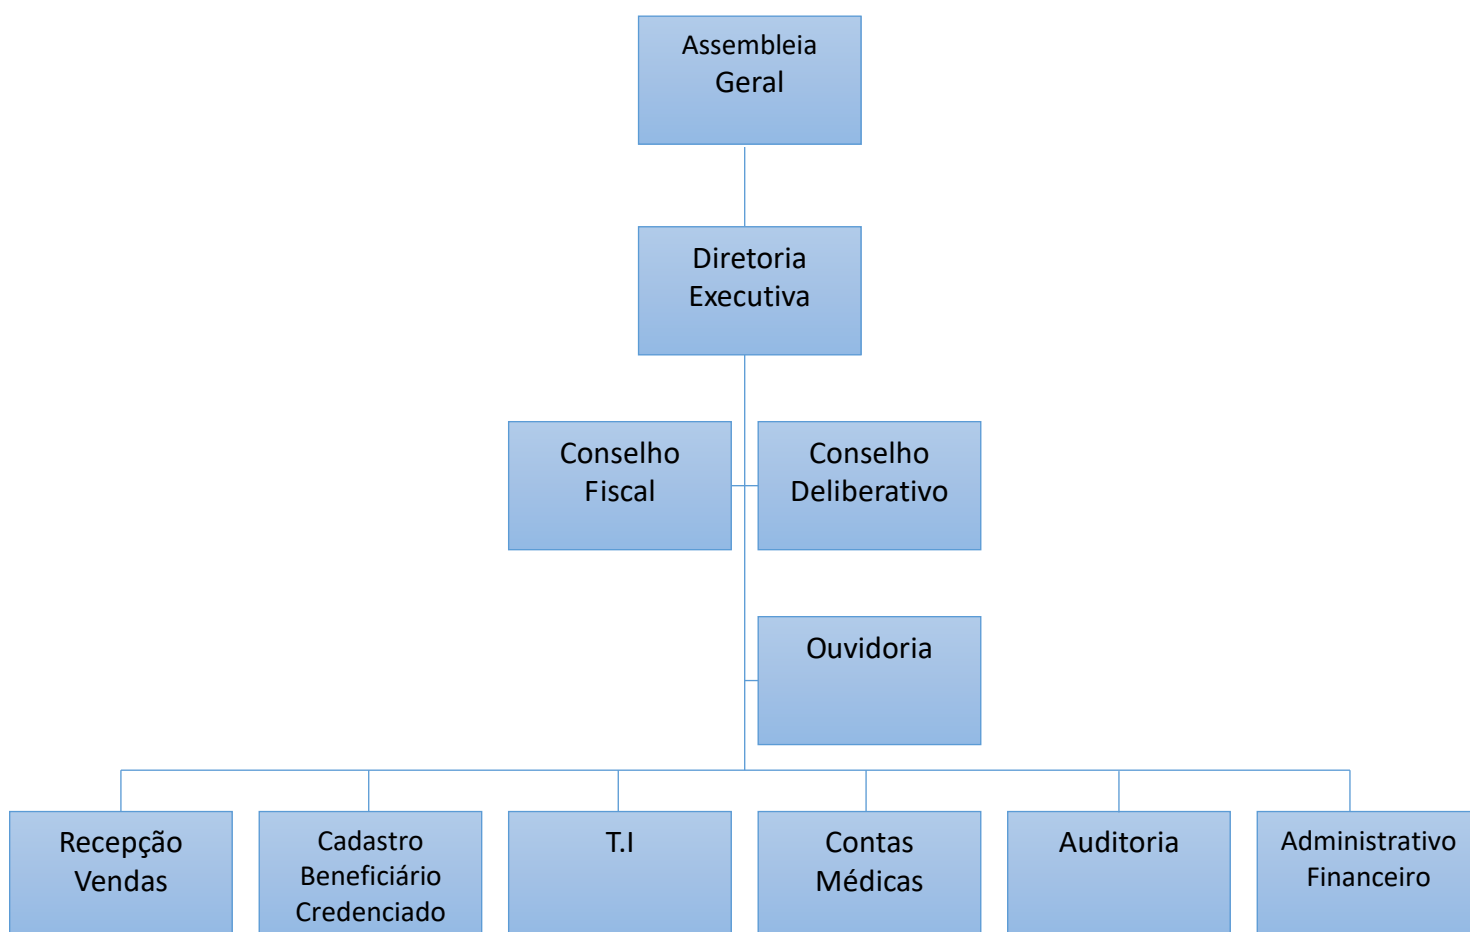 Assembleia
Geral
Diretoria
Executiva
Conselho
Fiscal
Conselho
Deliberativo
Ouvidoria
Recepção
Vendas
Cadastro
Beneficiário
Credenciado
T.I
Contas
Médicas
Auditoria
Administrativo
Financeiro